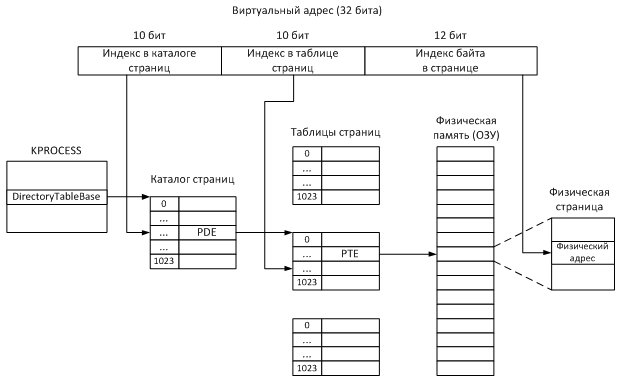 Виртуальный адрес (32 бита)
10 бит
10 бит
12 бит
Индекс в каталоге
страниц
Индекс в таблице
страниц
Индекс байта
в странице
KPROCESS
DirectoryTableBase
Каталог страниц
0
...
... PDE
...
1023
Таблицы страниц
0
...
...
1023
0
... PTE
...
1023
0
...
...
1023
Физическая
память (ОЗУ)
Физическая
страница
Физический
адрес